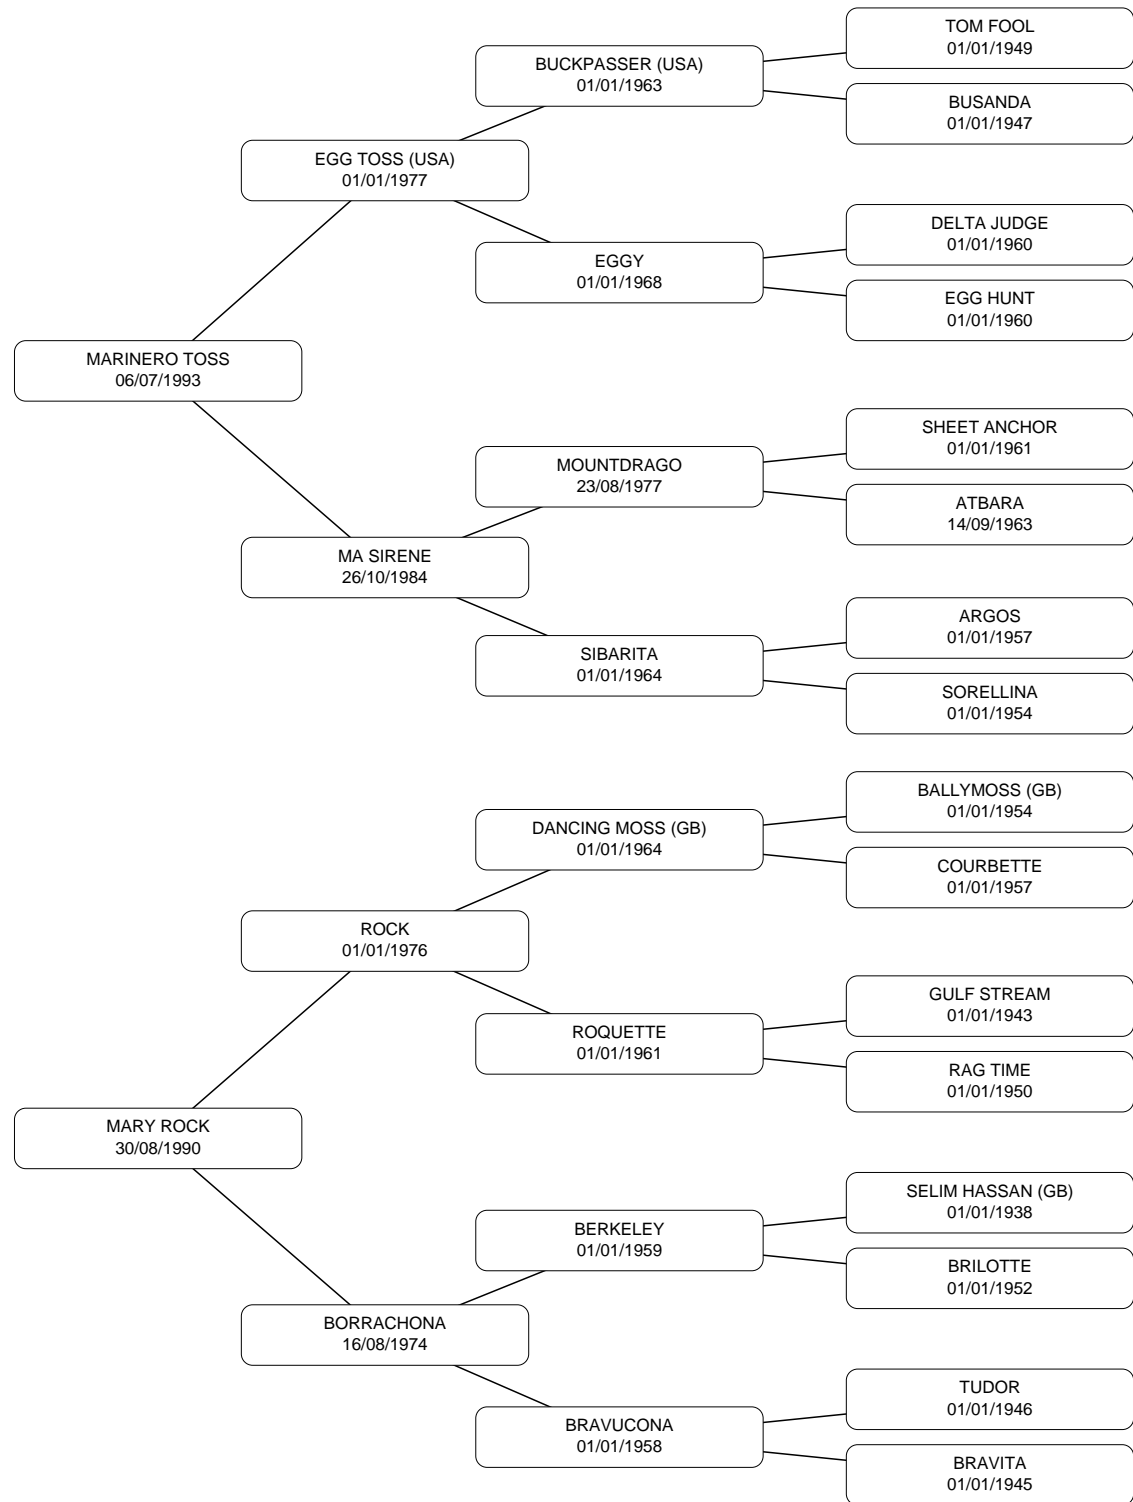 TOM FOOL
01/01/1949
BUCKPASSER (USA)
01/01/1963
BUSANDA
01/01/1947
EGG TOSS (USA)
01/01/1977
DELTA JUDGE
01/01/1960
EGGY
01/01/1968
EGG HUNT
01/01/1960
MARINERO TOSS
06/07/1993
SHEET ANCHOR
01/01/1961
MOUNTDRAGO
23/08/1977
ATBARA
14/09/1963
MA SIRENE
26/10/1984
ARGOS
01/01/1957
SIBARITA
01/01/1964
SORELLINA
01/01/1954
BALLYMOSS (GB)
01/01/1954
DANCING MOSS (GB)
01/01/1964
COURBETTE
01/01/1957
ROCK
01/01/1976
GULF STREAM
01/01/1943
ROQUETTE
01/01/1961
RAG TIME
01/01/1950
MARY ROCK
30/08/1990
SELIM HASSAN (GB)
01/01/1938
BERKELEY
01/01/1959
BRILOTTE
01/01/1952
BORRACHONA
16/08/1974
TUDOR
01/01/1946
BRAVUCONA
01/01/1958
BRAVITA
01/01/1945